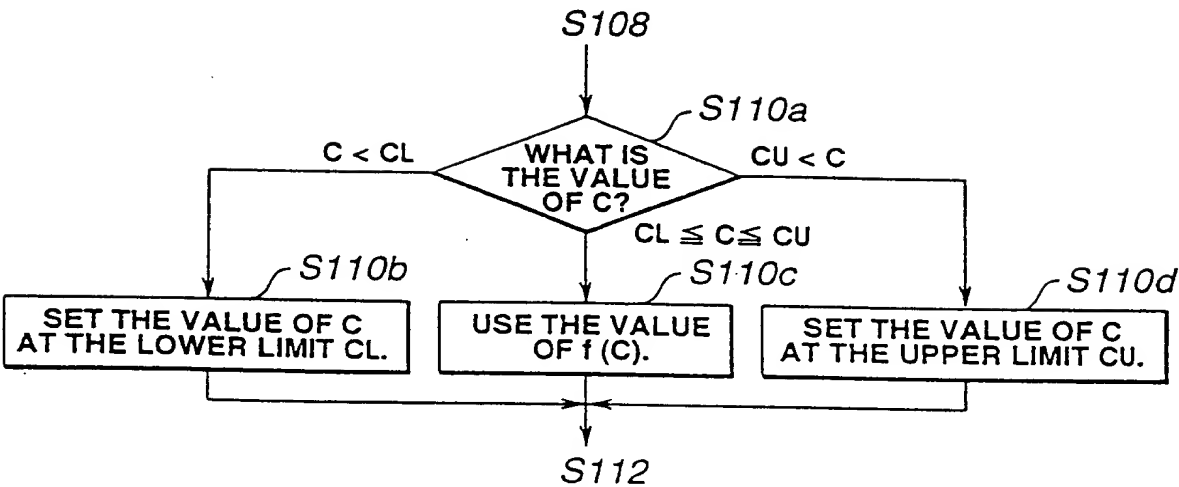 S108
S110a
WHAT IS
THE VALUE
OF C?
C < CL
CU < C
CL ≦ C ≦ CU
S110b
S110c
S110d
SET THE VALUE OF C
AT THE LOWER LIMIT CL.
USE THE VALUE
OF f (C).
SET THE VALUE OF C
AT THE UPPER LIMIT CU.
S112